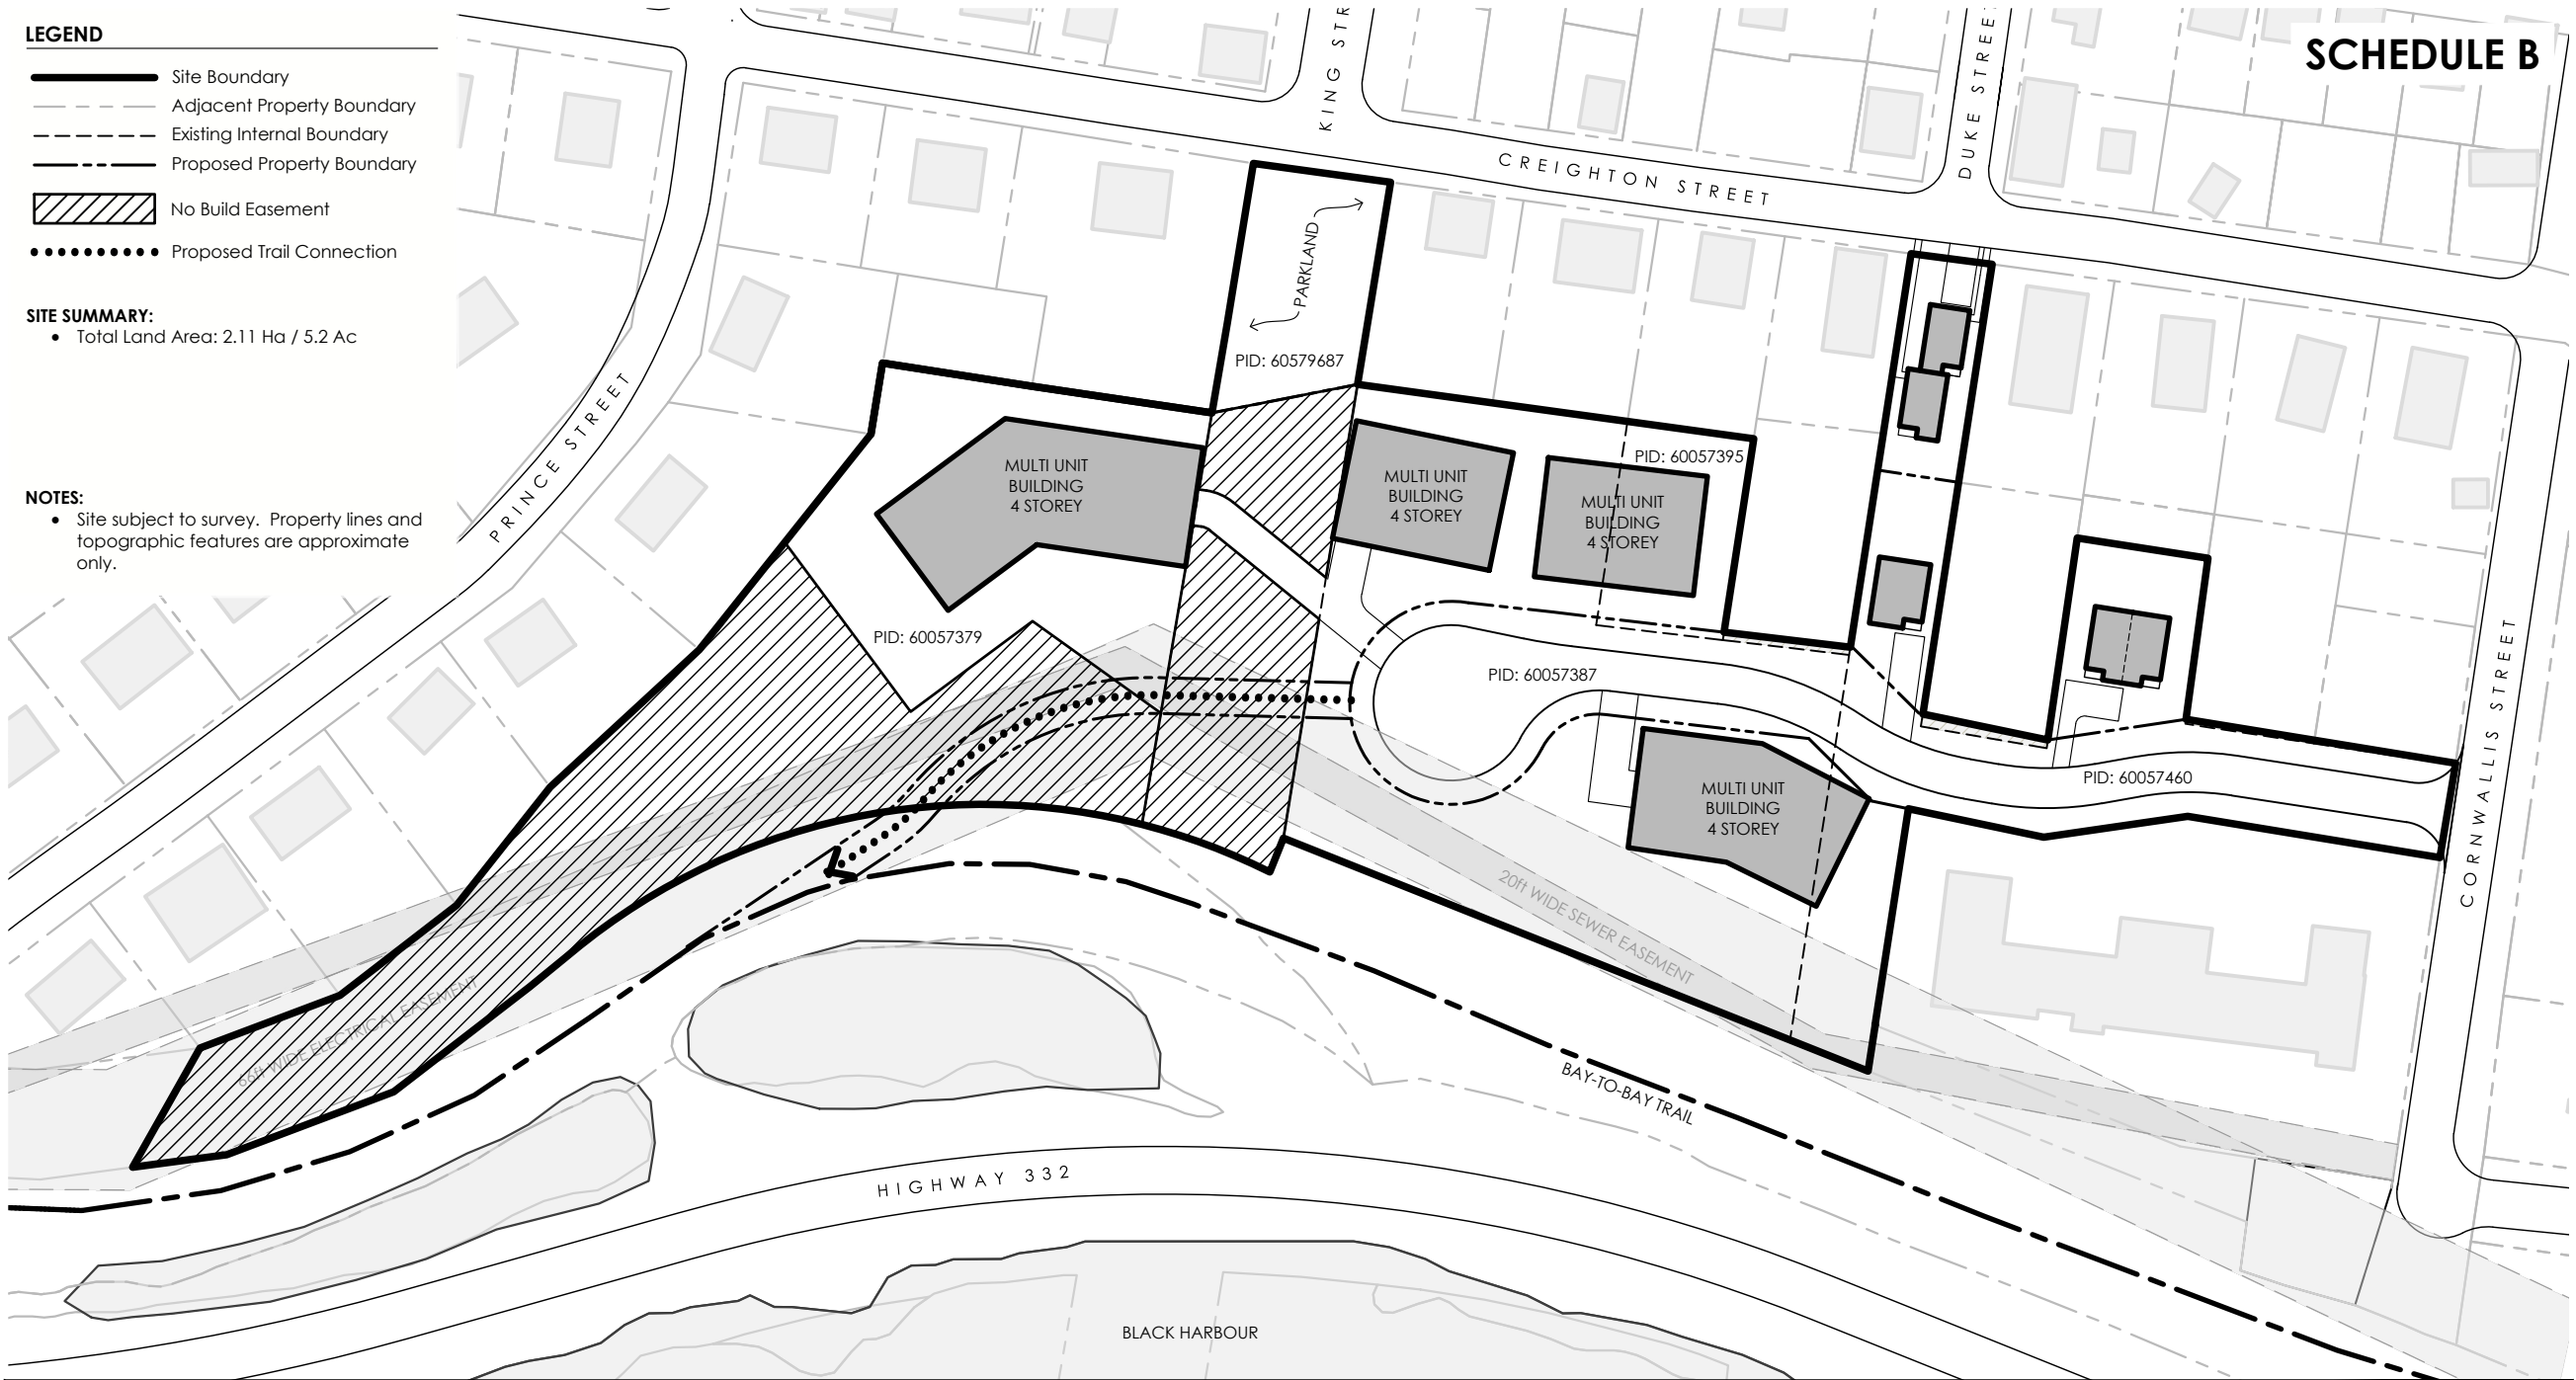 LEGEND
Site Boundary
Adjacent Property Boundary
Existing Internal Boundary
Proposed Property Boundary
No Build Easement
Proposed Trail Connection
SITE SUMMARY:
• Total Land Area: 2.11 Ha / 5.2 Ac
NOTES:
• Site subject to survey. Property lines and
topographic features are approximate
only.
SCHEDULE B
KING STR
DUKE STREET
CREIGHTON STREET
PRINCE STREET
PARKLAND
PID: 60579687
PID: 60057395
MULTI UNIT
BUILDING
4 STOREY
MULTI UNIT
BUILDING
4 STOREY
MULTI UNIT
BUILDING
4 STOREY
PID: 60057379
PID: 60057387
MULTI UNIT
BUILDING
4 STOREY
PID: 60057460
CORNWALLIS STREET
20ft WIDE SEWER EASEMENT
66ft WIDE ELECTRICAL EASEMENT
BAY-TO-BAY TRAIL
HIGHWAY 332
BLACK HARBOUR